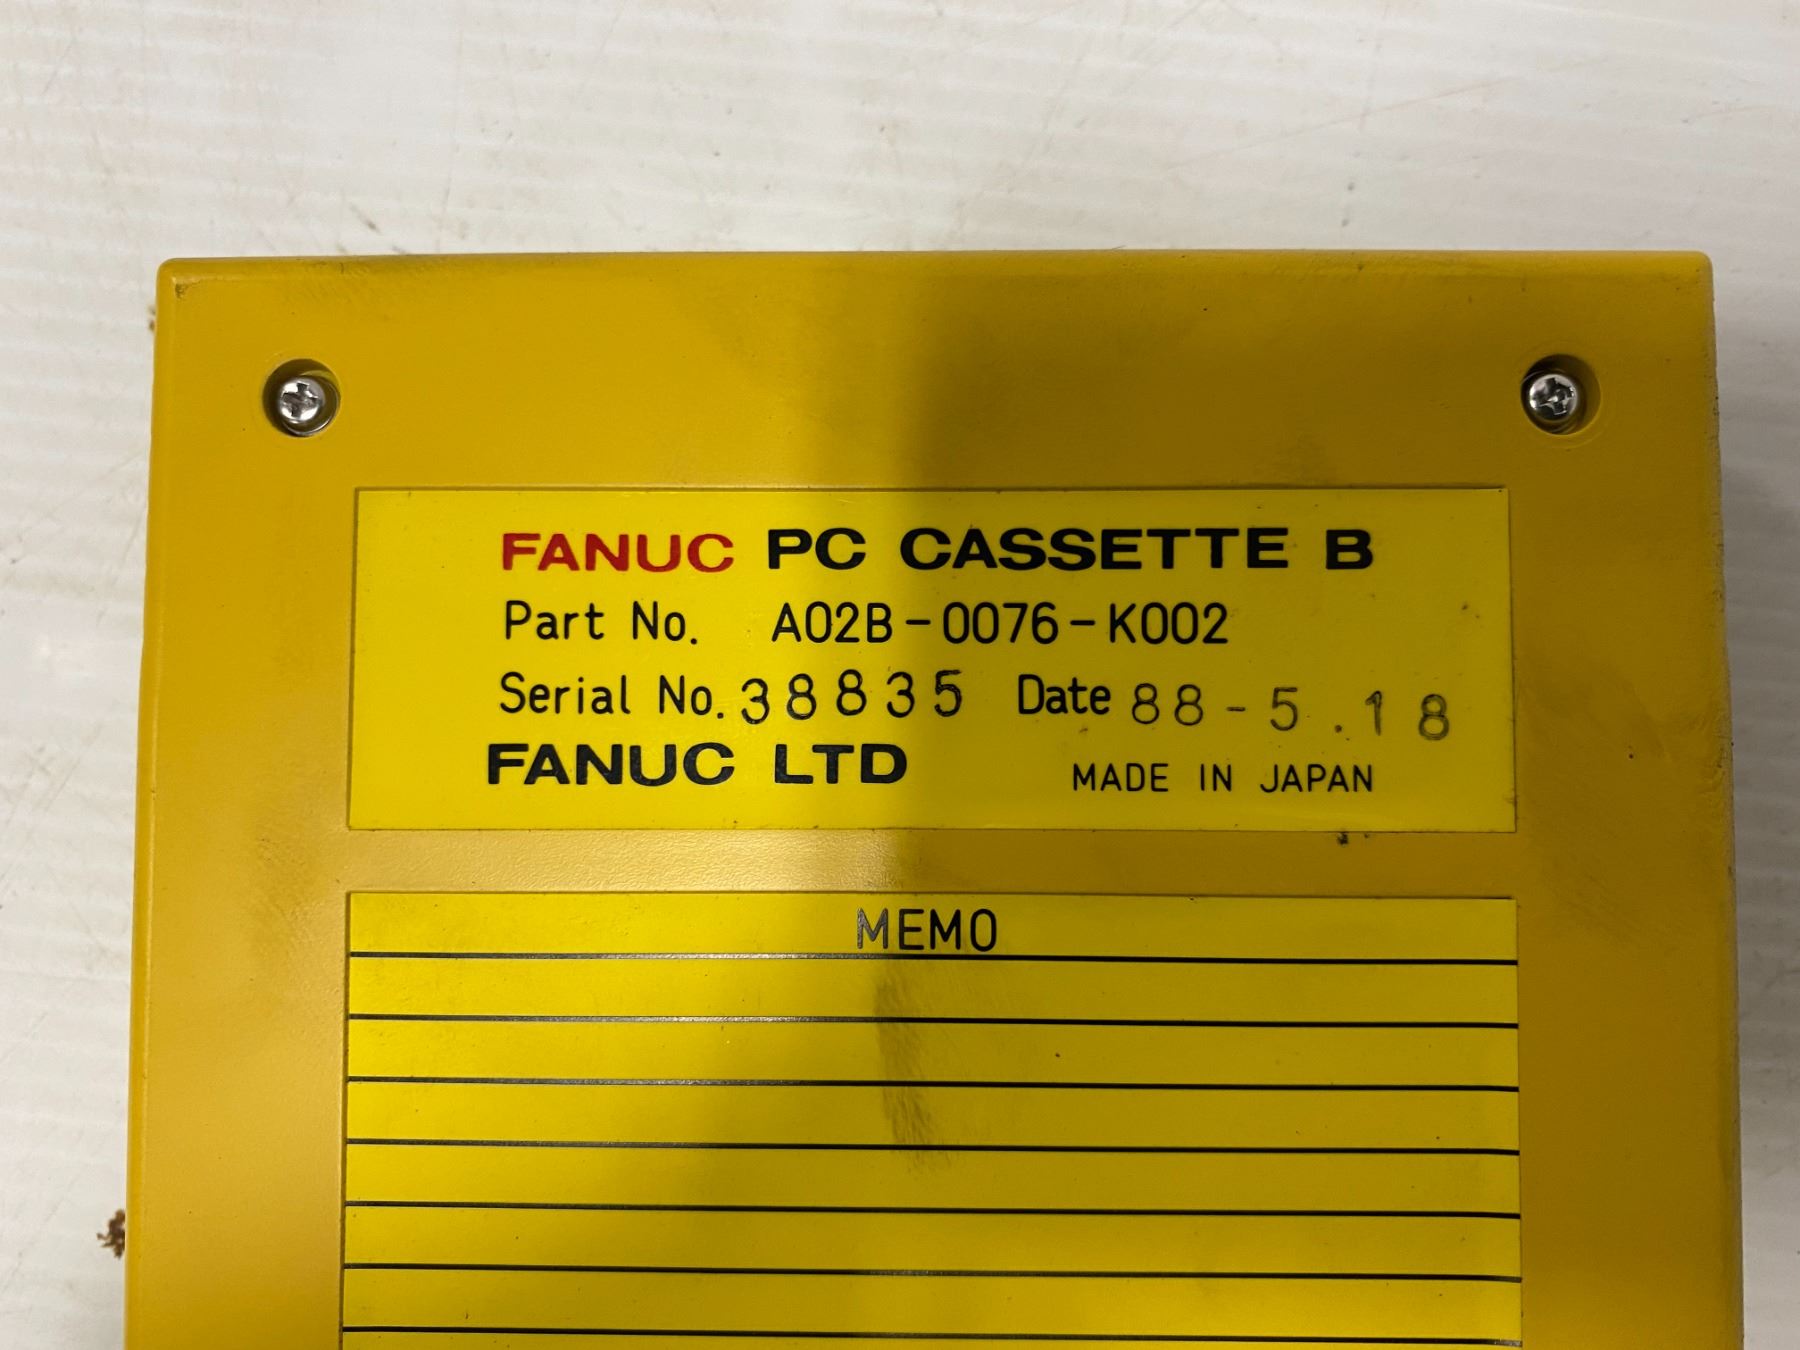 FANUC PC CASSETTE B
Part No. A02B-0076-K002
Serial No. 38835 Date 88-5.18
FANUC LTD MADE IN JAPAN
MEMO